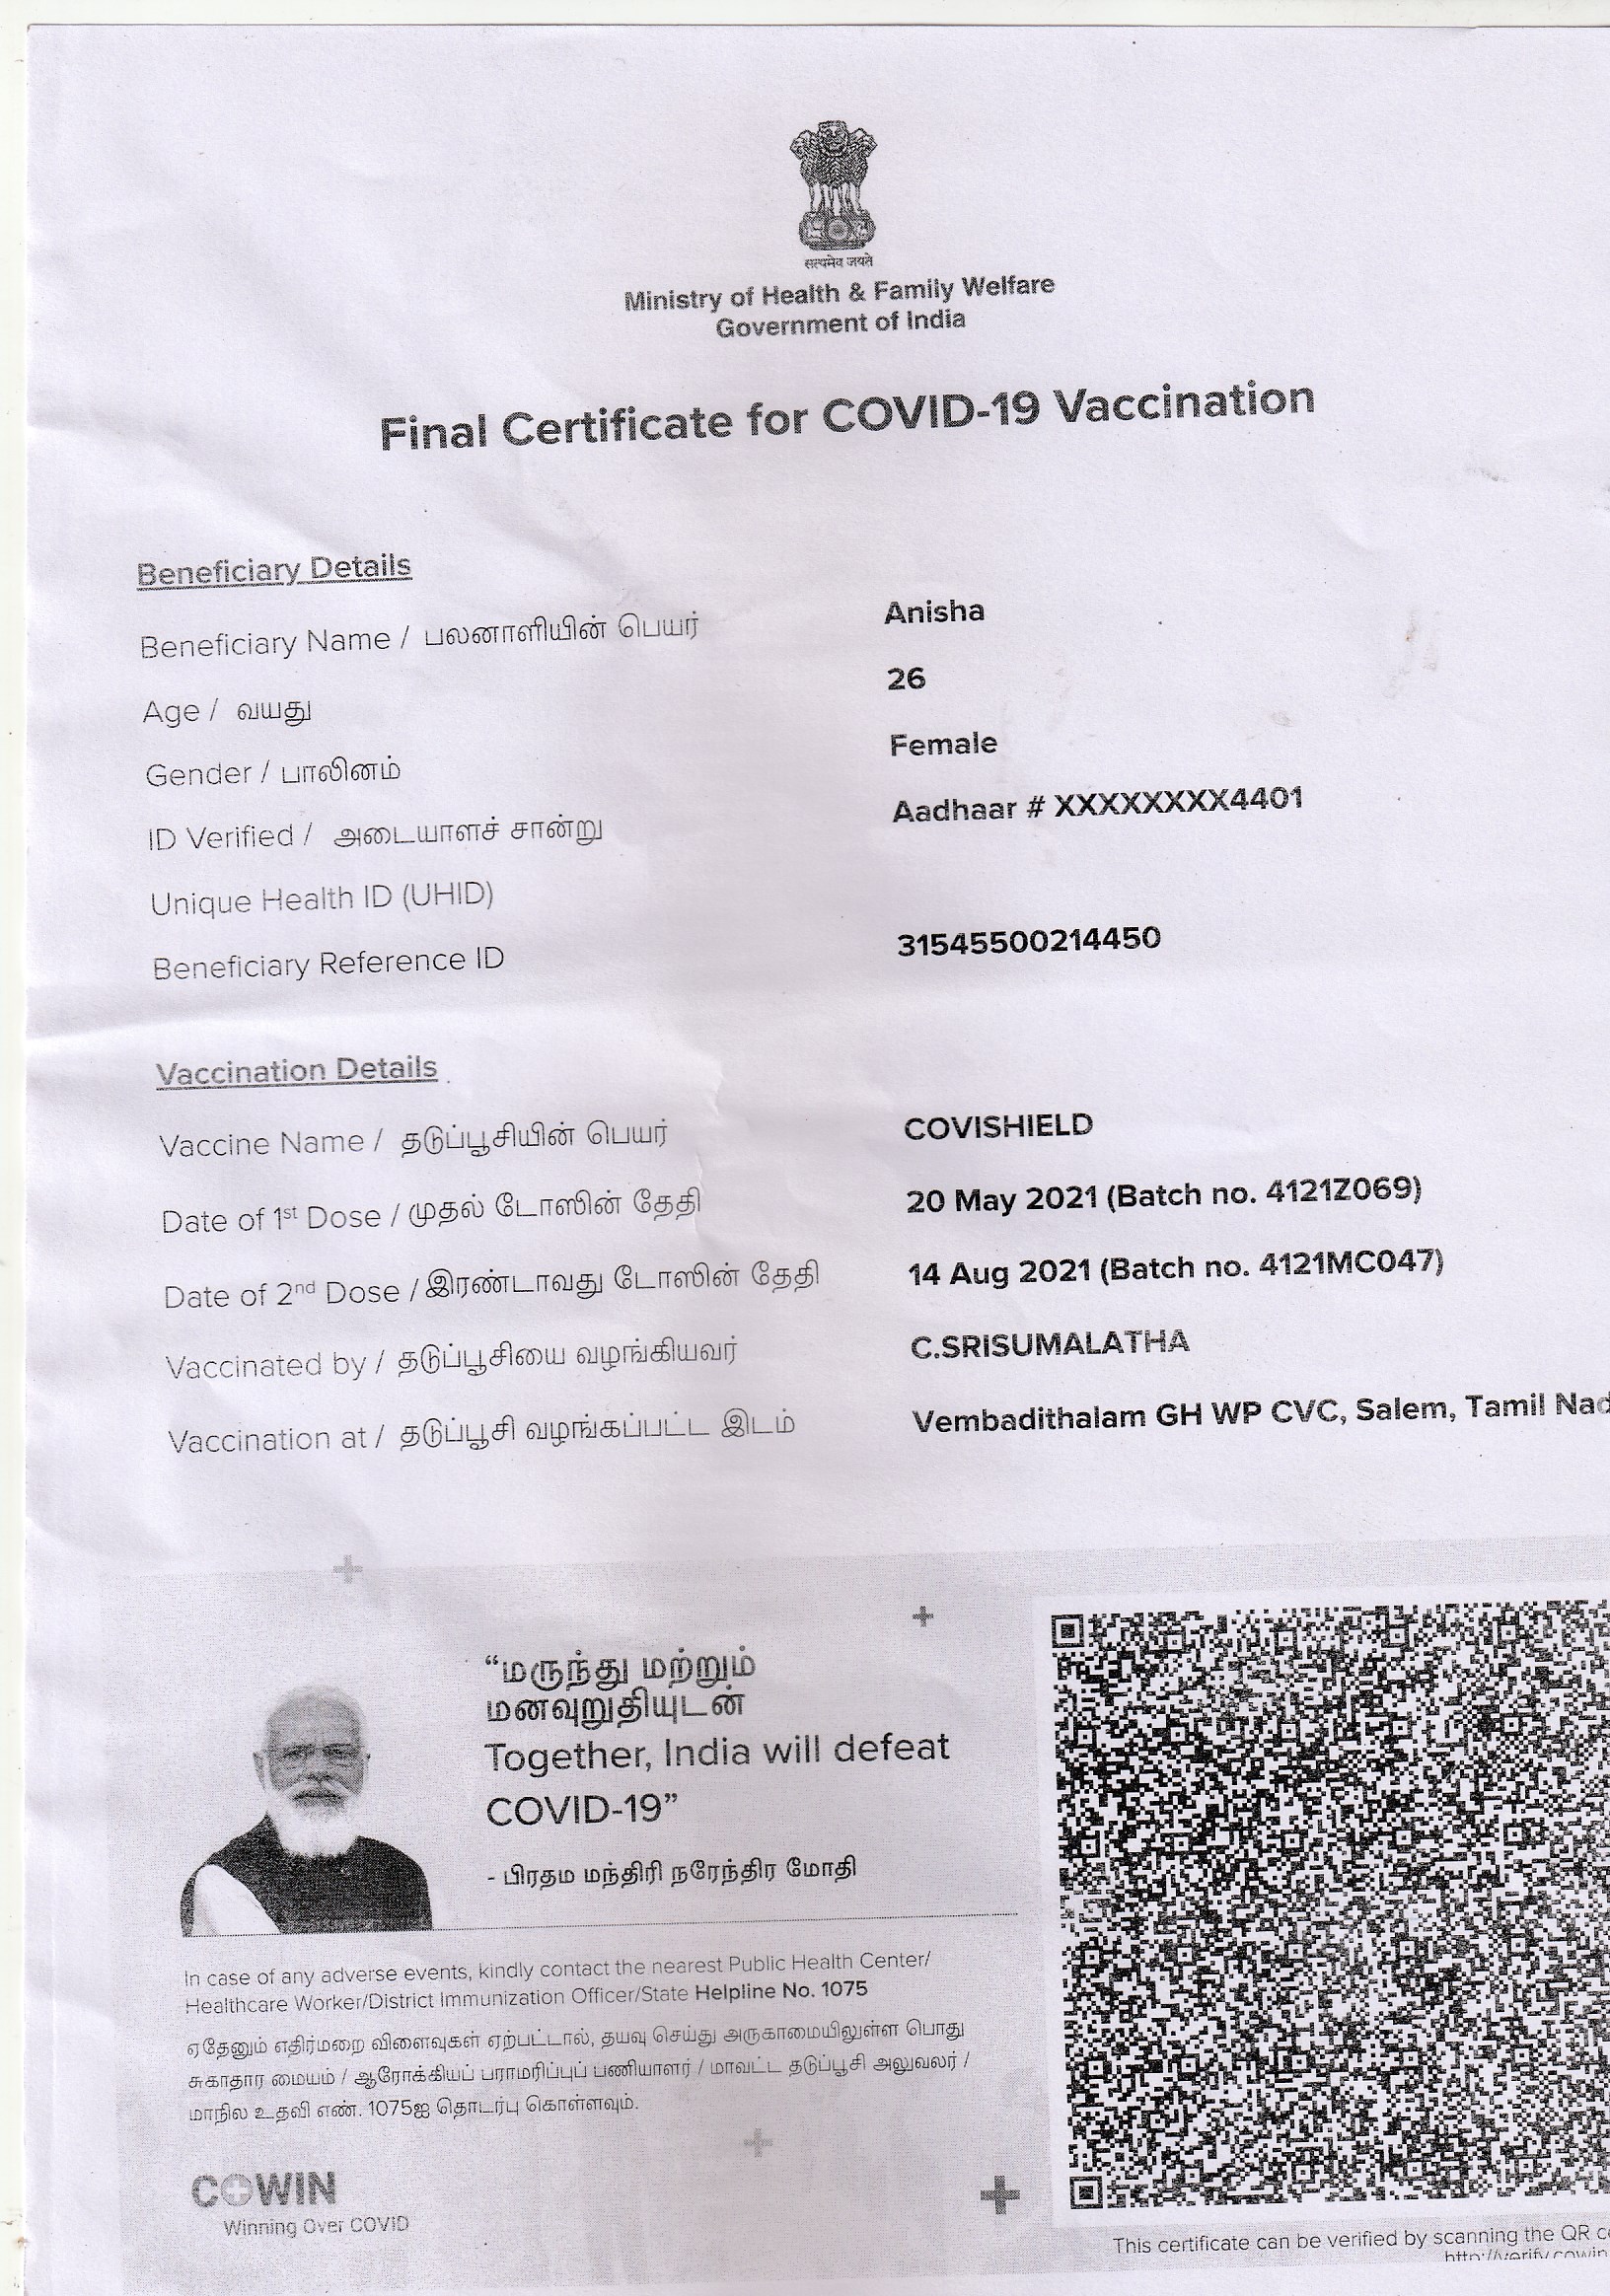 सत्यमेव जयते
Ministry of Health & Family Welfare
Government of India
Final Certificate for COVID-19 Vaccination
Beneficiary Details
Beneficiary Name / பலனாளியின் பெயர் Anisha
Age / வயது 26
Gender / பாலினம் Female
ID Verified / அடையாளச் சான்று Aadhaar # XXXXXXXX4401
Unique Health ID (UHID)
Beneficiary Reference ID 31545500214450
Vaccination Details
Vaccine Name / தடுப்பூசியின் பெயர் COVISHIELD
Date of 1st Dose / முதல் டோஸின் தேதி 20 May 2021 (Batch no. 4121Z069)
Date of 2nd Dose / இரண்டாவது டோஸின் தேதி 14 Aug 2021 (Batch no. 4121MC047)
Vaccinated by / தடுப்பூசியை வழங்கியவர் C.SRISUMALATHA
Vaccination at / தடுப்பூசி வழங்கப்பட்ட இடம் Vembadithalam GH WP CVC, Salem, Tamil Nad
“மருந்து மற்றும்
மனவுறுதியுடன்
Together, India will defeat
COVID-19”
- பிரதம மந்திரி நரேந்திர மோதி
In case of any adverse events, kindly contact the nearest Public Health Center/
Healthcare Worker/District Immunization Officer/State Helpline No. 1075
ஏதேனும் எதிர்மறை விளைவுகள் ஏற்பட்டால், தயவு செய்து அருகாமையிலுள்ள பொது
சுகாதார மையம் / ஆரோக்கியப் பராமரிப்புப் பணியாளர் / மாவட்ட தடுப்பூசி அலுவலர் /
மாநில உதவி எண். 1075ஐ தொடர்பு கொள்ளவும்.
COWIN
Winning Over COVID
This certificate can be verified by scanning the QR
http://verify.cowin